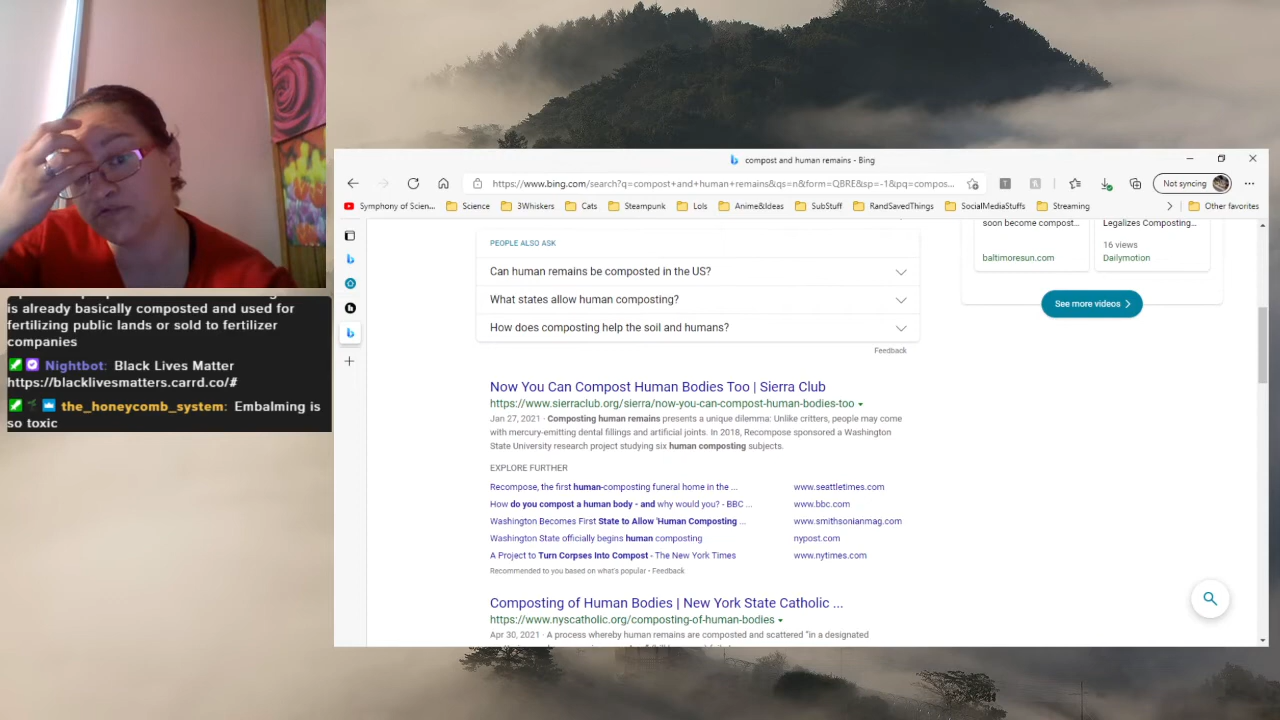 is already basically composted and used for
fertilizing public lands or sold to fertilizer
companies
Nightbot: Black Lives Matter
https://blacklivesmatters.carrd.co/#
the_honeycomb_system: Embalming is
so toxic
compost and human remains - Bing
https://www.bing.com/search?q=compost+and+human+remains&qs=n&form=QBRE&sp=-1&pq=compos...
Not syncing
Symphony of Scien...
Science
3Whiskers
Cats
Steampunk
Lols
Anime&Ideas
SubStuff
RandSavedThings
SocialMediaStuffs
Streaming
Other favorites
PEOPLE ALSO ASK
Can human remains be composted in the US?
What states allow human composting?
How does composting help the soil and humans?
Feedback
soon become compost...
baltimoresun.com
Legalizes Composting...
16 views
Dailymotion
See more videos
Now You Can Compost Human Bodies Too | Sierra Club
https://www.sierraclub.org/sierra/now-you-can-compost-human-bodies-too
Jan 27, 2021 · Composting human remains presents a unique dilemma: Unlike critters, people may come
with mercury-emitting dental fillings and artificial joints. In 2018, Recompose sponsored a Washington
State University research project studying six human composting subjects.
EXPLORE FURTHER
Recompose, the first human-composting funeral home in the ... www.seattletimes.com
How do you compost a human body - and why would you? - BBC ... www.bbc.com
Washington Becomes First State to Allow 'Human Composting ... www.smithsonianmag.com
Washington State officially begins human composting nypost.com
A Project to Turn Corpses Into Compost - The New York Times www.nytimes.com
Recommended to you based on what's popular • Feedback
Composting of Human Bodies | New York State Catholic ...
https://www.nyscatholic.org/composting-of-human-bodies
Apr 30, 2021 · A process whereby human remains are composted and scattered "in a designated